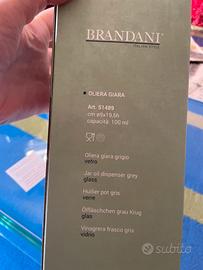 BRANDANI
ITALIAN STYLE
OLIERA GIARA
Art. 51489
cm ø9x19,5h
capacità 100 ml
Oliera giara grigio
vetro
Jar oil dispenser grey
glass
Huilier pot gris
verre
Ölfläschchen grau Krug
glas
Vinagrera frasco gris
vidrio
subito